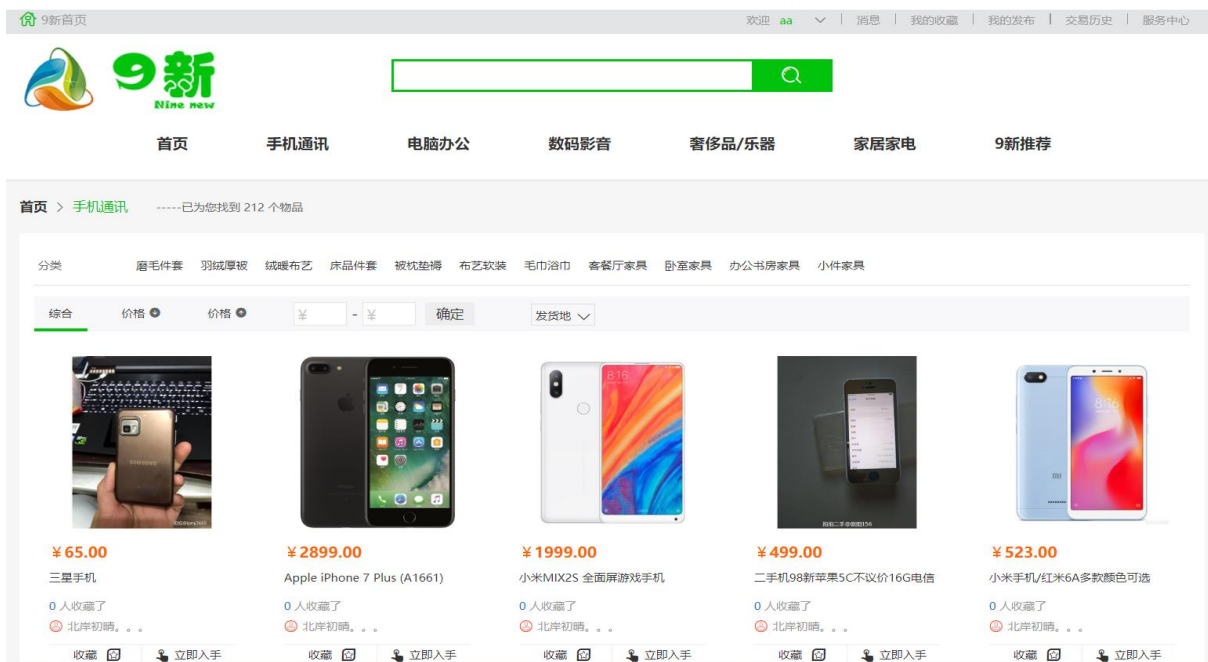 9新首页 欢迎 aa 消息 | 我的收藏 | 我的发布 | 交易历史 | 服务中心
9新
Nine new
首页 手机通讯 电脑办公 数码影音 奢侈品/乐器 家居家电 9新推荐
首页 > 手机通讯 -----已为您找到 212 个物品
分类 磨毛件套 羽绒厚被 绒暖布艺 床品件套 被枕垫褥 布艺软装 毛巾浴巾 客餐厅家具 卧室家具 办公书房家具 小件家具
综合 价格 价格 ¥ - ¥ 确定 发货地
SAMSUNG
8:16
8:16
mi
¥65.00 ¥2899.00 ¥1999.00 ¥499.00 ¥523.00
三星手机 Apple iPhone 7 Plus (A1661) 小米MIX2S 全面屏游戏手机 二手机98新苹果5C不议价16G电信 小米手机/红米6A多款颜色可选
0 人收藏了 0 人收藏了 0 人收藏了 0 人收藏了 0 人收藏了
北岸初晴。。。 北岸初晴。。。 北岸初晴。。。 北岸初晴。。。 北岸初晴。。。
收藏 立即入手 收藏 立即入手 收藏 立即入手 收藏 立即入手 收藏 立即入手